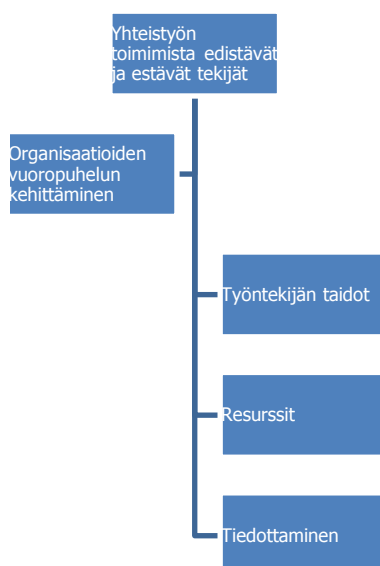 Yhteistyön
toimimista edistävät
ja estävät tekijät
Organisaatioiden
vuoropuhelun
kehittäminen
Työntekijän taidot
Resurssit
Tiedottaminen